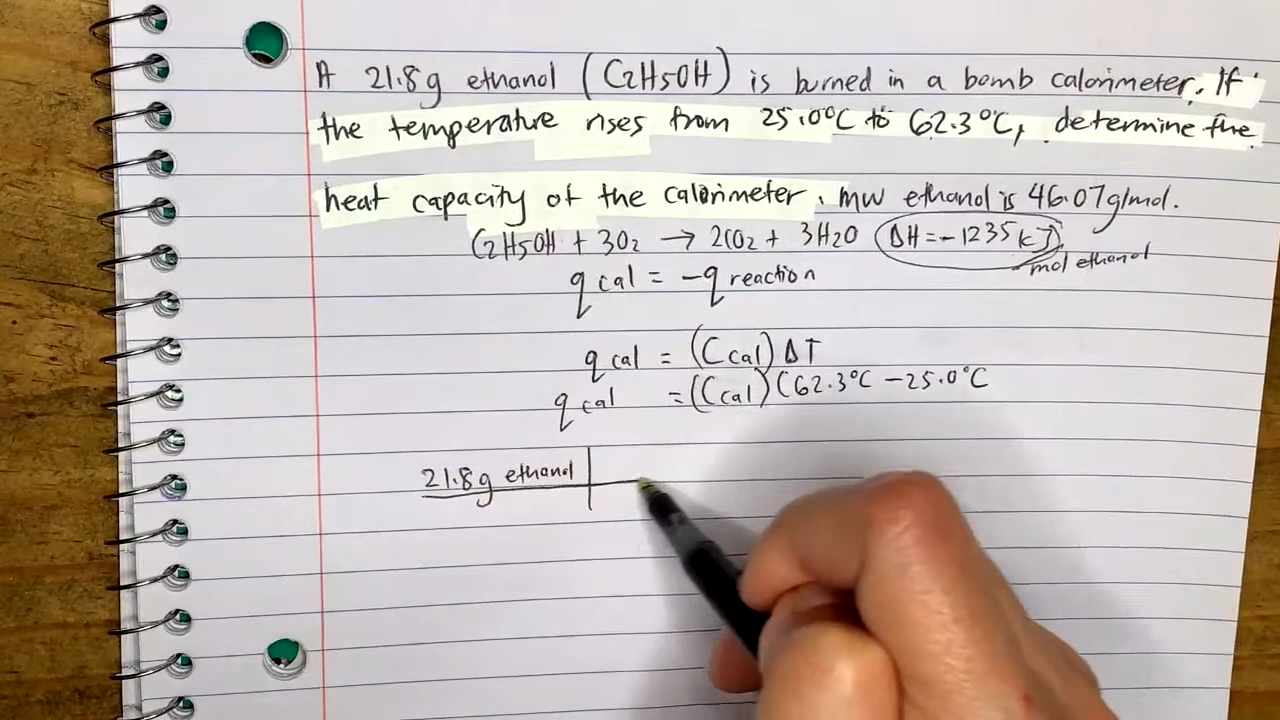 A 21.8g ethanol (C2H5OH) is burned in a bomb calorimeter. If
the temperature rises from 25.0°C to 62.3°C, determine the
heat capacity of the calorimeter. mw ethanol is 46.07g/mol.
C2H5OH + 3O2 → 2CO2 + 3H2O ΔH=-1235kJ/mol ethanol
q cal = -q reaction
q cal = (Ccal) ΔT
q cal = (Ccal)(62.3°C -25.0°C
21.8g ethanol